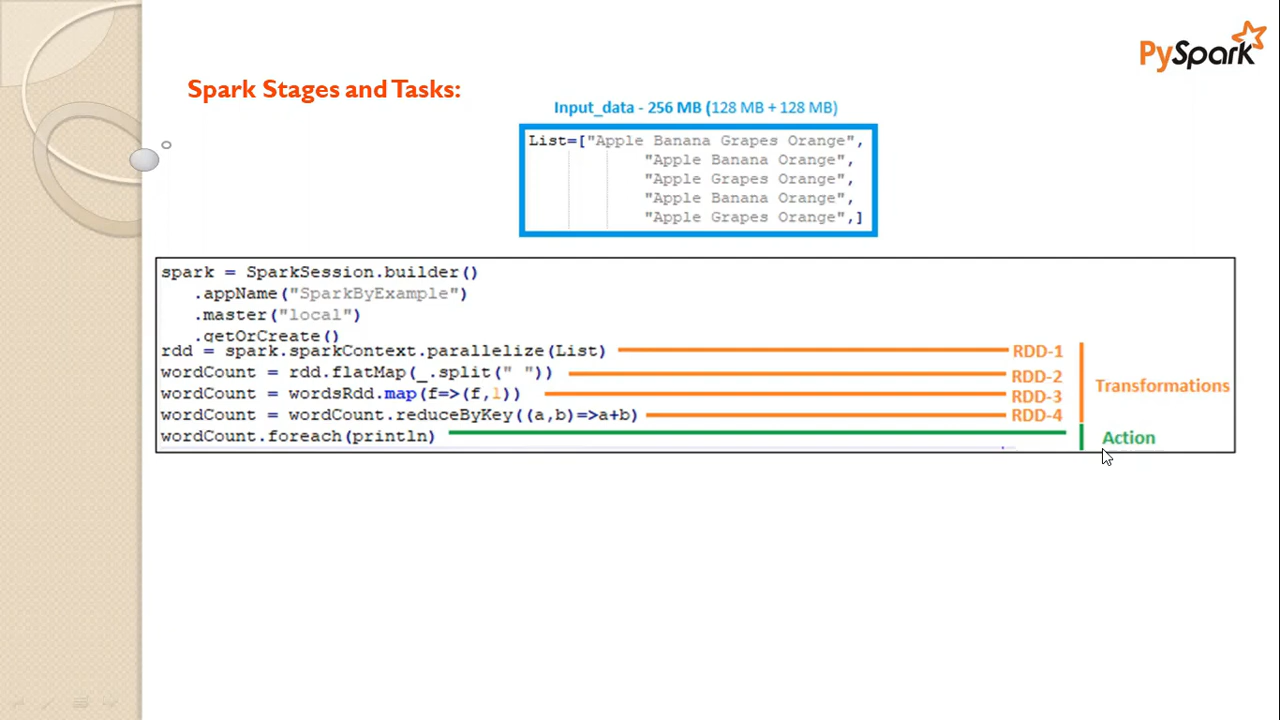 PySpark
Spark Stages and Tasks:
Input_data - 256 MB (128 MB + 128 MB)
List=["Apple Banana Grapes Orange",
"Apple Banana Orange",
"Apple Grapes Orange",
"Apple Banana Orange",
"Apple Grapes Orange",]
spark = SparkSession.builder()
.appName("SparkByExample")
.master("local")
.getOrCreate()
rdd = spark.sparkContext.parallelize(List) RDD-1
wordCount = rdd.flatMap(_.split(" ")) RDD-2
wordCount = wordsRdd.map(f=>(f,1)) RDD-3
Transformations
wordCount = wordCount.reduceByKey((a,b)=>a+b) RDD-4
wordCount.foreach(println) Action